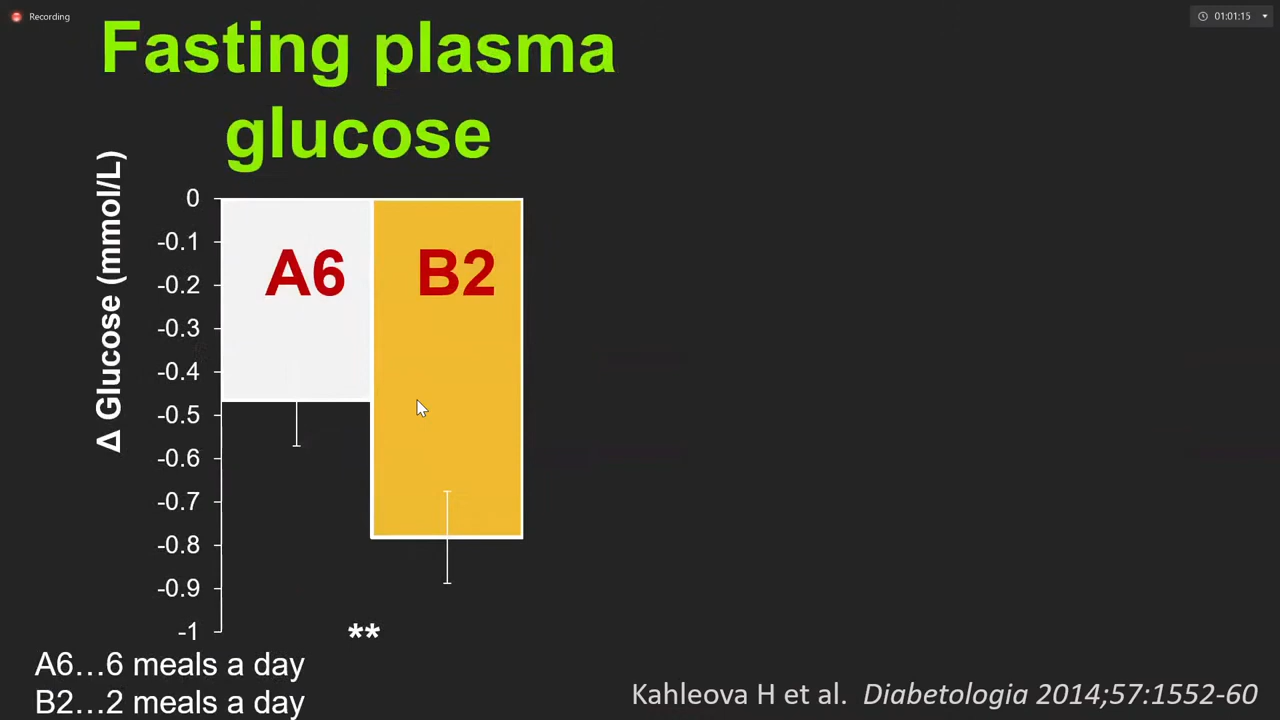 Recording
01:01:15
Fasting plasma
glucose
Δ Glucose (mmol/L)
0
-0.1
-0.2
-0.3
-0.4
-0.5
-0.6
-0.7
-0.8
-0.9
-1
A6
B2
**
A6...6 meals a day
B2...2 meals a day
Kahleova H et al. Diabetologia 2014;57:1552-60